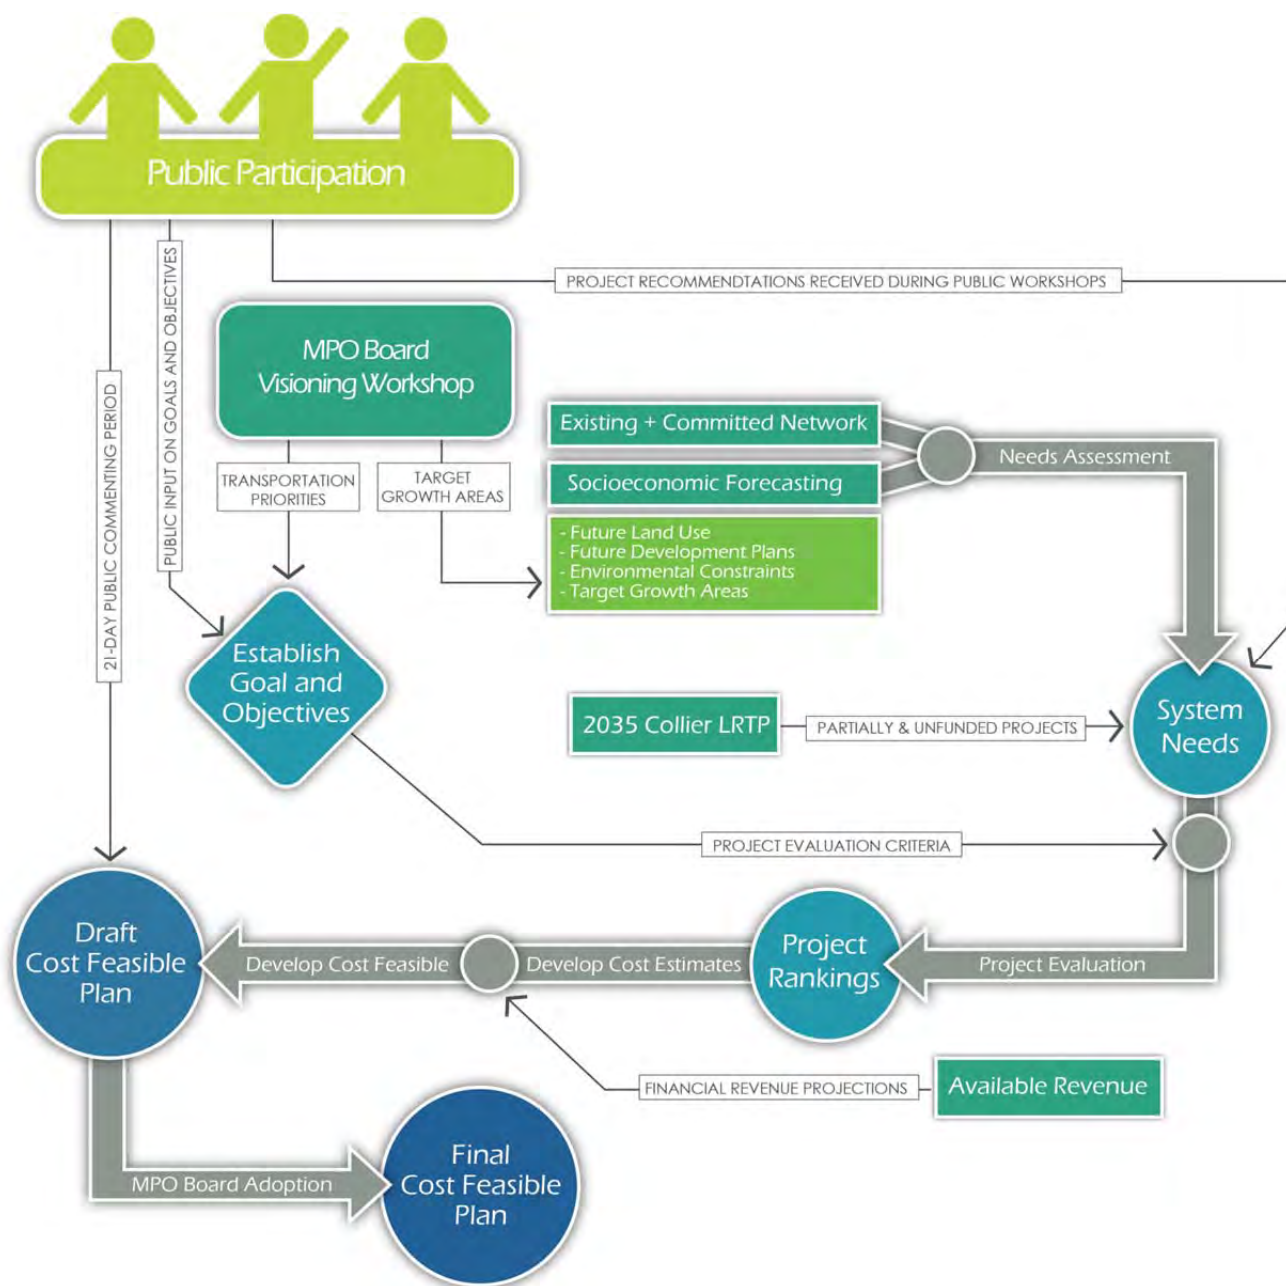 Public Participation
PROJECT RECOMMENDTATIONS RECEIVED DURING PUBLIC WORKSHOPS
PUBLIC INPUT ON GOALS AND OBJECTIVES
21-DAY PUBLIC COMMENTING PERIOD
MPO Board
Visioning Workshop
TRANSPORTATION
PRIORITIES
TARGET
GROWTH AREAS
Existing + Committed Network
Socioeconomic Forecasting
- Future Land Use
- Future Development Plans
- Environmental Constraints
- Target Growth Areas
Needs Assessment
Establish
Goal and
Objectives
2035 Collier LRTP
PARTIALLY & UNFUNDED PROJECTS
System
Needs
PROJECT EVALUATION CRITERIA
Draft
Cost Feasible
Plan
Develop Cost Feasible
Develop Cost Estimates
Project
Rankings
Project Evaluation
FINANCIAL REVENUE PROJECTIONS
Available Revenue
MPO Board Adoption
Final
Cost Feasible
Plan